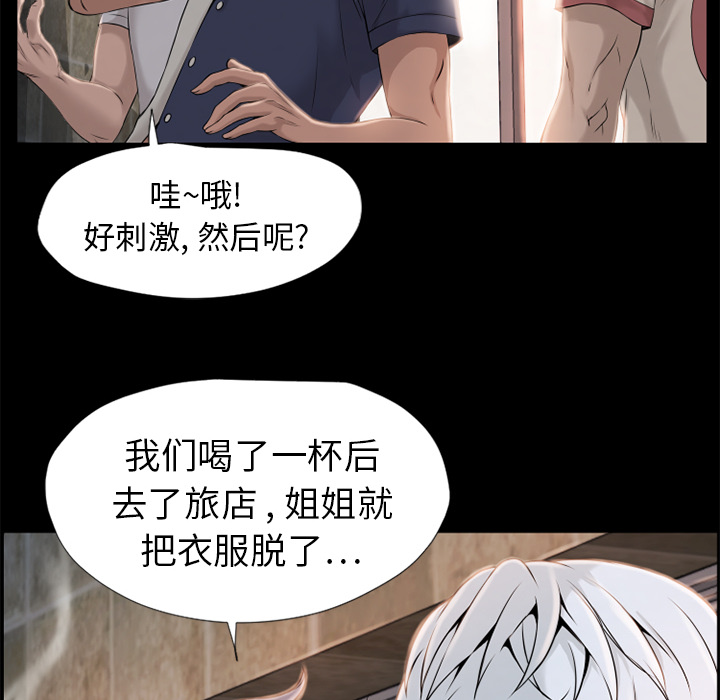 哇~哦!
好刺激, 然后呢?
我们喝了一杯后
去了旅店, 姐姐就
把衣服脱了...